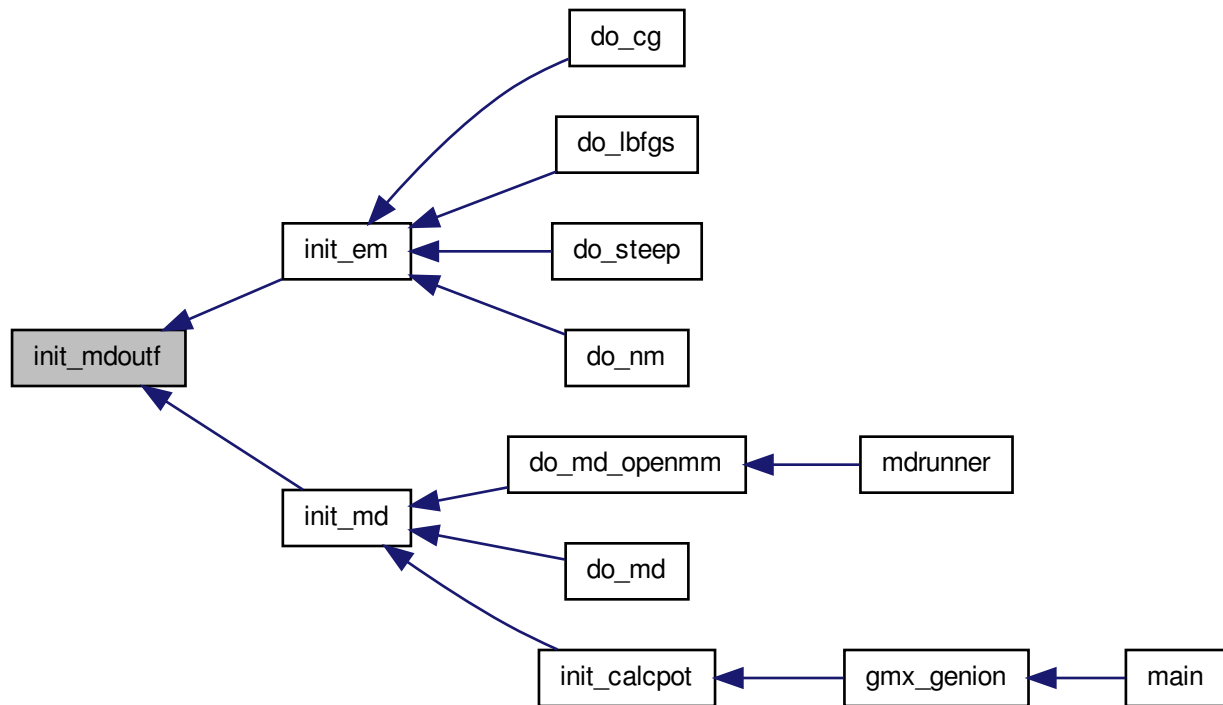 do_cg
do_lbfgs
init_em
do_steep
init_mdoutf
do_nm
do_md_openmm
mdrunner
init_md
do_md
init_calcpot
gmx_genion
main